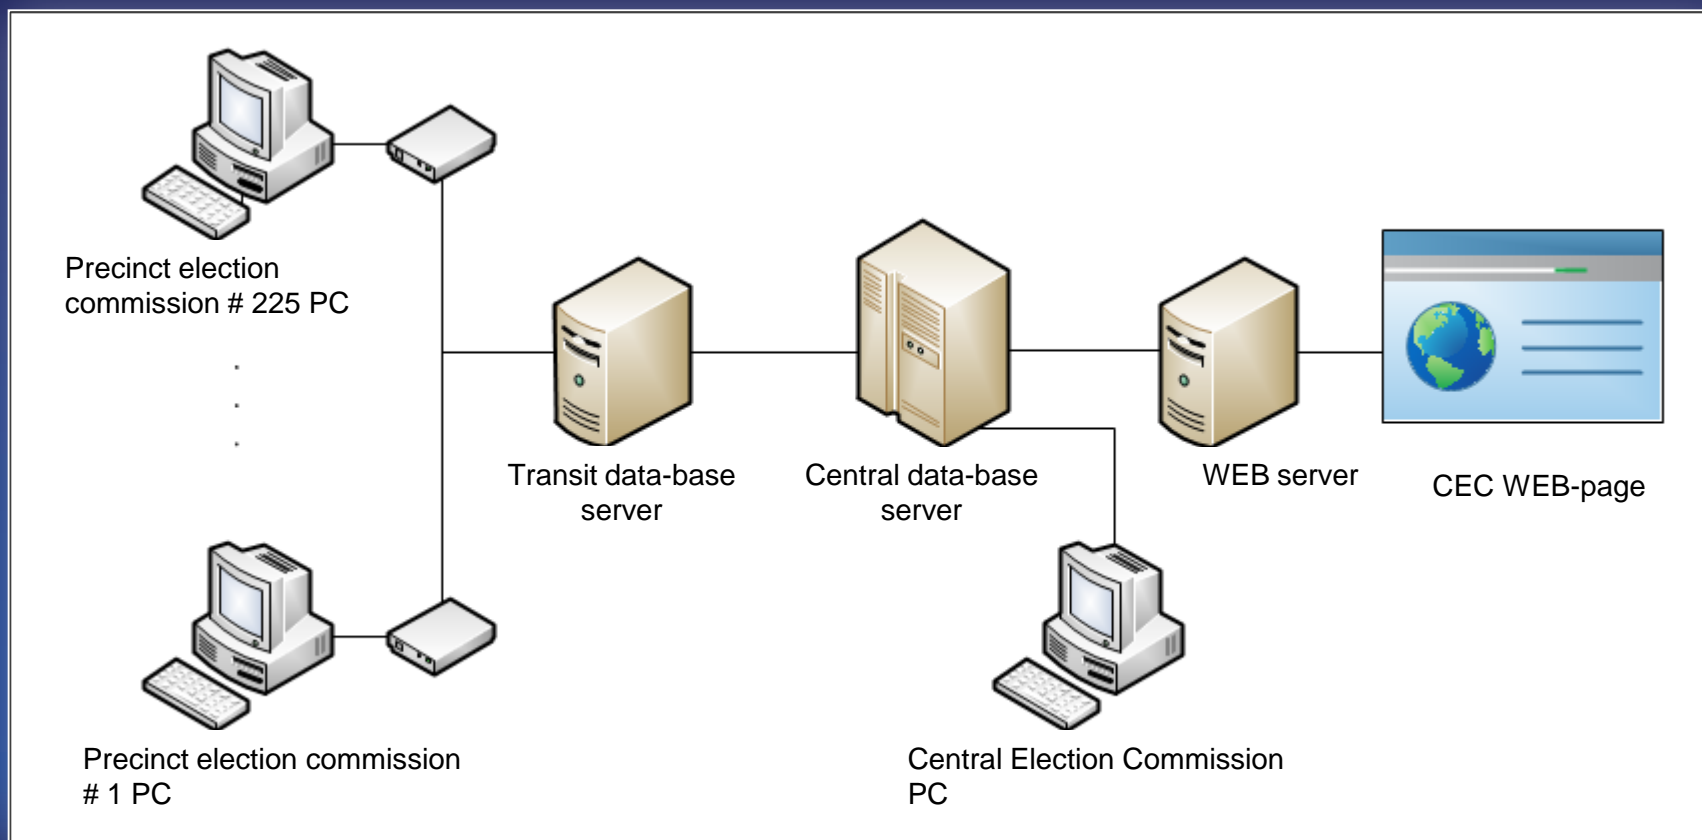 Precinct election
commission # 225 PC
Transit data-base
server
Central data-base
server
WEB server
CEC WEB-page
Precinct election commission
# 1 PC
Central Election Commission
PC